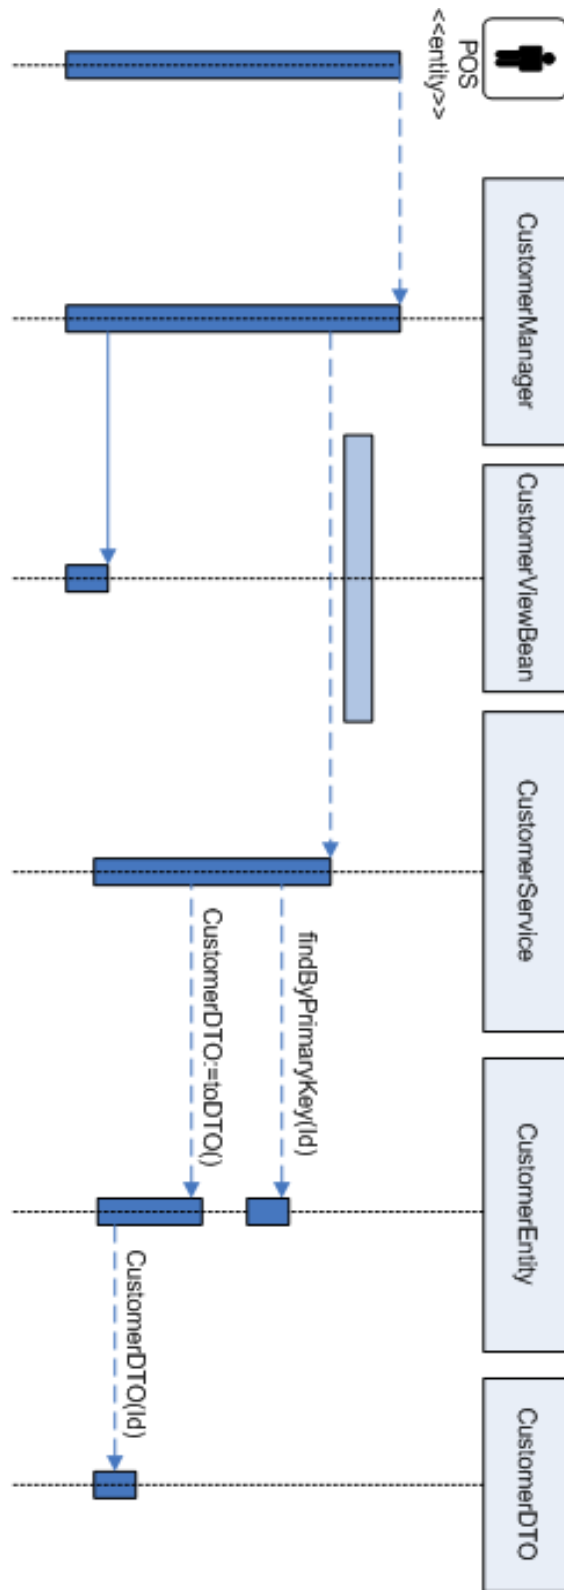 POS
<<entity>>
CustomerManager
CustomerViewBean
CustomerService
CustomerEntity
CustomerDTO
findByPrimaryKey(Id)
CustomerDTO:=toDTO()
CustomerDTO(Id)